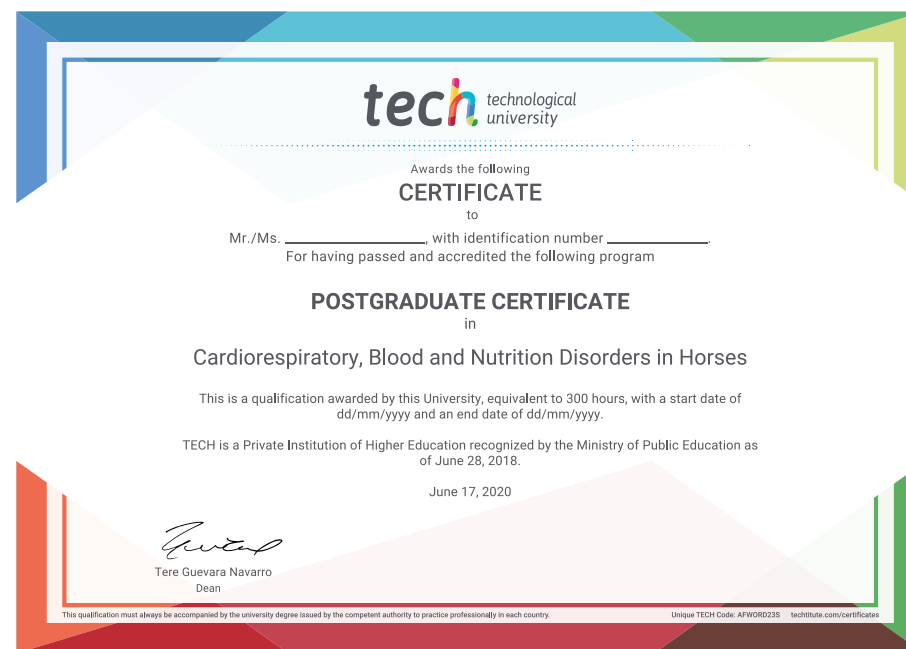 tech technological
university
Awards the following
CERTIFICATE
to
Mr./Ms. ________________, with identification number ____________.
For having passed and accredited the following program
POSTGRADUATE CERTIFICATE
in
Cardiorespiratory, Blood and Nutrition Disorders in Horses
This is a qualification awarded by this University, equivalent to 300 hours, with a start date of
dd/mm/yyyy and an end date of dd/mm/yyyy.
TECH is a Private Institution of Higher Education recognized by the Ministry of Public Education as
of June 28, 2018.
June 17, 2020
Tere Guevara Navarro
Dean
This qualification must always be accompanied by the university degree issued by the competent authority to practice professionally in each country. Unique TECH Code: AFWORD23S techtitute.com/certificates